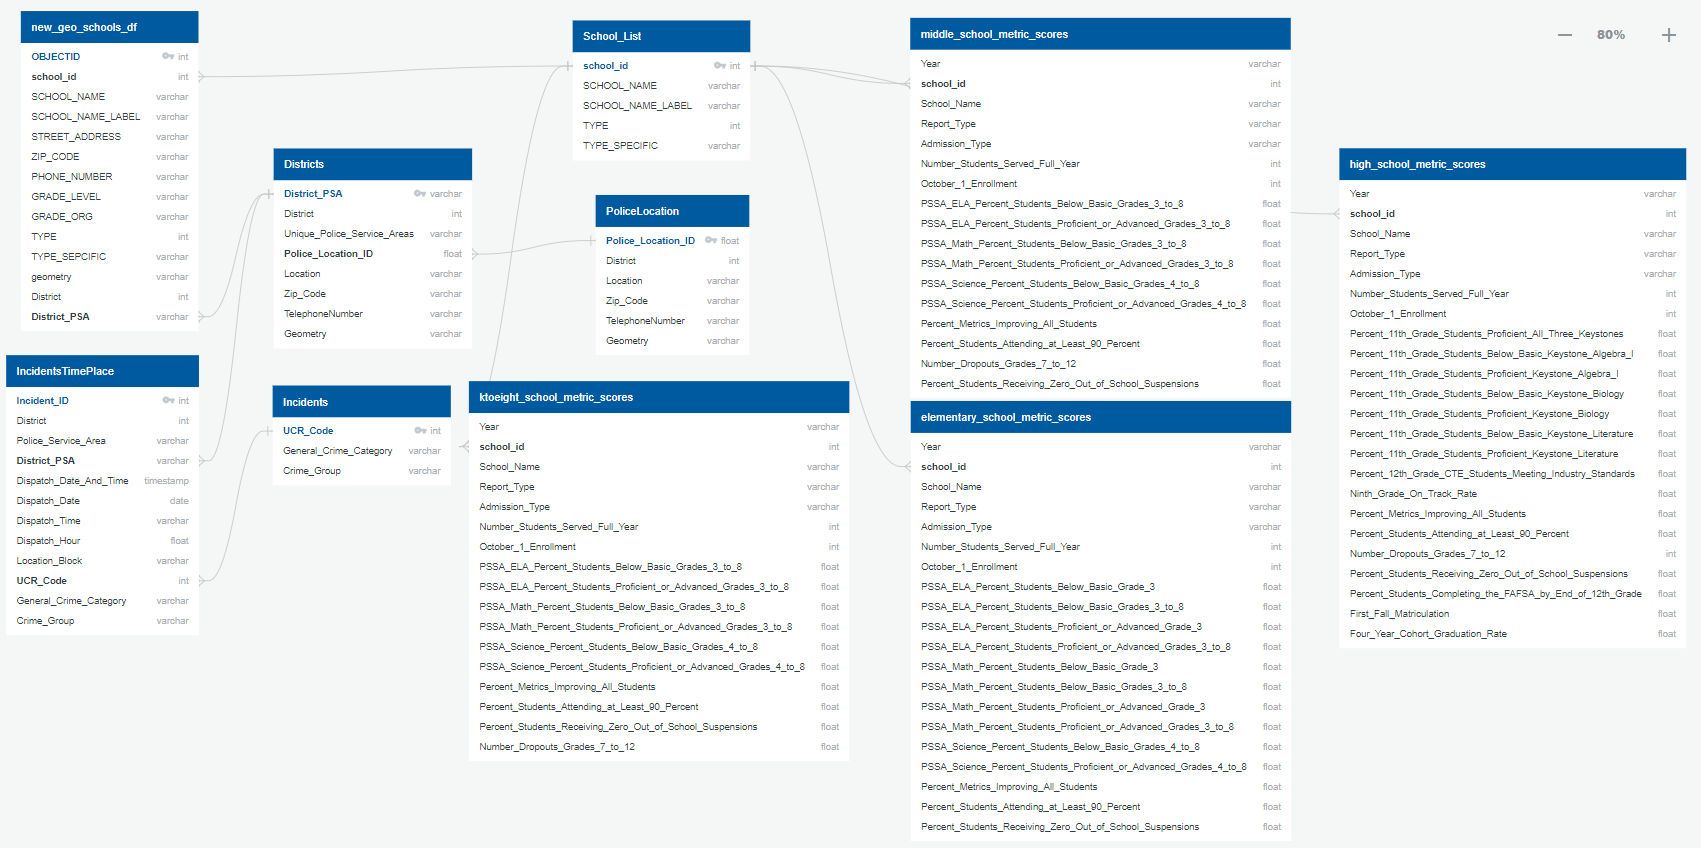 new_geo_schools_df
OBJECTID int
school_id int
SCHOOL_NAME varchar
SCHOOL_NAME_LABEL varchar
STREET_ADDRESS varchar
ZIP_CODE varchar
PHONE_NUMBER varchar
GRADE_LEVEL varchar
GRADE_ORG varchar
TYPE int
TYPE_SEPCIFIC varchar
geometry varchar
District int
District_PSA varchar
IncidentsTimePlace
Incident_ID int
District int
Police_Service_Area varchar
District_PSA varchar
Dispatch_Date_And_Time timestamp
Dispatch_Date date
Dispatch_Time varchar
Dispatch_Hour float
Location_Block varchar
UCR_Code int
General_Crime_Category varchar
Crime_Group varchar
Districts
District_PSA varchar
District int
Unique_Police_Service_Areas varchar
Police_Location_ID float
Location varchar
Zip_Code varchar
TelephoneNumber varchar
Geometry varchar
Incidents
UCR_Code int
General_Crime_Category varchar
Crime_Group varchar
School_List
school_id int
SCHOOL_NAME varchar
SCHOOL_NAME_LABEL varchar
TYPE int
TYPE_SPECIFIC varchar
PoliceLocation
Police_Location_ID float
District int
Location varchar
Zip_Code varchar
TelephoneNumber varchar
Geometry varchar
ktoeight_school_metric_scores
Year varchar
school_id int
School_Name varchar
Report_Type varchar
Admission_Type varchar
Number_Students_Served_Full_Year int
October_1_Enrollment int
PSSA_ELA_Percent_Students_Below_Basic_Grades_3_to_8 float
PSSA_ELA_Percent_Students_Proficient_or_Advanced_Grades_3_to_8 float
PSSA_Math_Percent_Students_Below_Basic_Grades_3_to_8 float
PSSA_Math_Percent_Students_Proficient_or_Advanced_Grades_3_to_8 float
PSSA_Science_Percent_Students_Below_Basic_Grades_4_to_8 float
PSSA_Science_Percent_Students_Proficient_or_Advanced_Grades_4_to_8 float
Percent_Metrics_Improving_All_Students float
Percent_Students_Attending_at_Least_90_Percent float
Percent_Students_Receiving_Zero_Out_of_School_Suspensions float
Number_Dropouts_Grades_7_to_12 float
middle_school_metric_scores
Year varchar
school_id int
School_Name varchar
Report_Type varchar
Admission_Type varchar
Number_Students_Served_Full_Year int
October_1_Enrollment int
PSSA_ELA_Percent_Students_Below_Basic_Grades_3_to_8 float
PSSA_ELA_Percent_Students_Proficient_or_Advanced_Grades_3_to_8 float
PSSA_Math_Percent_Students_Below_Basic_Grades_3_to_8 float
PSSA_Math_Percent_Students_Proficient_or_Advanced_Grades_3_to_8 float
PSSA_Science_Percent_Students_Below_Basic_Grades_4_to_8 float
PSSA_Science_Percent_Students_Proficient_or_Advanced_Grades_4_to_8 float
Percent_Metrics_Improving_All_Students float
Percent_Students_Attending_at_Least_90_Percent float
Number_Dropouts_Grades_7_to_12 float
Percent_Students_Receiving_Zero_Out_of_School_Suspensions float
elementary_school_metric_scores
Year varchar
school_id int
School_Name varchar
Report_Type varchar
Admission_Type varchar
Number_Students_Served_Full_Year int
October_1_Enrollment int
PSSA_ELA_Percent_Students_Below_Basic_Grade_3 float
PSSA_ELA_Percent_Students_Below_Basic_Grades_3_to_8 float
PSSA_ELA_Percent_Students_Proficient_or_Advanced_Grade_3 float
PSSA_ELA_Percent_Students_Proficient_or_Advanced_Grades_3_to_8 float
PSSA_Math_Percent_Students_Below_Basic_Grade_3 float
PSSA_Math_Percent_Students_Below_Basic_Grades_3_to_8 float
PSSA_Math_Percent_Students_Proficient_or_Advanced_Grade_3 float
PSSA_Math_Percent_Students_Proficient_or_Advanced_Grades_3_to_8 float
PSSA_Science_Percent_Students_Below_Basic_Grades_4_to_8 float
PSSA_Science_Percent_Students_Proficient_or_Advanced_Grades_4_to_8 float
Percent_Metrics_Improving_All_Students float
Percent_Students_Attending_at_Least_90_Percent float
Percent_Students_Receiving_Zero_Out_of_School_Suspensions float
80%
high_school_metric_scores
Year varchar
school_id int
School_Name varchar
Report_Type varchar
Admission_Type varchar
Number_Students_Served_Full_Year int
October_1_Enrollment int
Percent_11th_Grade_Students_Proficient_All_Three_Keystones float
Percent_11th_Grade_Students_Below_Basic_Keystone_Algebra_I float
Percent_11th_Grade_Students_Proficient_Keystone_Algebra_I float
Percent_11th_Grade_Students_Below_Basic_Keystone_Biology float
Percent_11th_Grade_Students_Proficient_Keystone_Biology float
Percent_11th_Grade_Students_Below_Basic_Keystone_Literature float
Percent_11th_Grade_Students_Proficient_Keystone_Literature float
Percent_12th_Grade_CTE_Students_Meeting_Industry_Standards float
Ninth_Grade_On_Track_Rate float
Percent_Metrics_Improving_All_Students float
Percent_Students_Attending_at_Least_90_Percent float
Number_Dropouts_Grades_7_to_12 int
Percent_Students_Receiving_Zero_Out_of_School_Suspensions float
Percent_Students_Completing_the_FAFSA_by_End_of_12th_Grade float
First_Fall_Matriculation float
Four_Year_Cohort_Graduation_Rate float